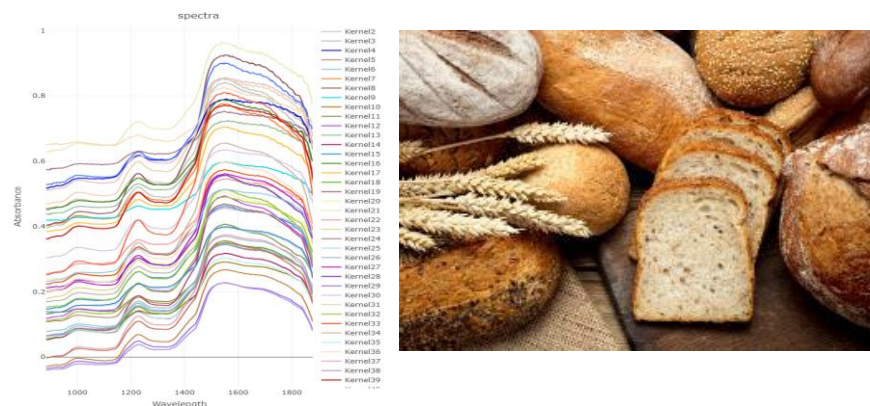 spectra
1
0.8
0.6
0.4
0.2
0
Absorbance
1000
1200
1400
1600
1800
Wavelength
Kernel2
Kernel3
Kernel4
Kernel5
Kernel6
Kernel7
Kernel8
Kernel9
Kernel10
Kernel11
Kernel12
Kernel13
Kernel14
Kernel15
Kernel16
Kernel17
Kernel18
Kernel19
Kernel20
Kernel21
Kernel22
Kernel23
Kernel24
Kernel25
Kernel26
Kernel27
Kernel28
Kernel29
Kernel30
Kernel31
Kernel32
Kernel33
Kernel34
Kernel35
Kernel36
Kernel37
Kernel38
Kernel39